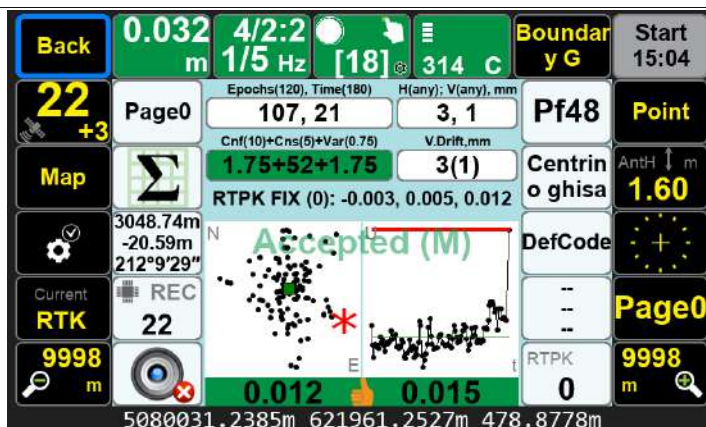 Back
0.032
m
4/2:2
1/5 Hz
[18]
314 C
Boundar
y G
Start
15:04
22
+3
Page0
Epochs(120), Time(180)
107, 21
H(any); V(any), mm
3, 1
Pf48
Point
Map
Σ
Cnf(10)+Cns(5)+Var(0.75)
1.75+52+1.75
V.Drift,mm
3(1)
RTPK FIX (0): -0.003, 0.005, 0.012
Centrin
o ghisa
AntH m
1.60
3048.74m
-20.59m
212°9'29"
N
Accepted (M)
U
DefCode
Current
RTK
REC
22
--
--
--
Page0
9998
m
E
t
0.012
0.015
RTPK
0
9998
m
5080031.2385m 621961.2527m 478.8778m